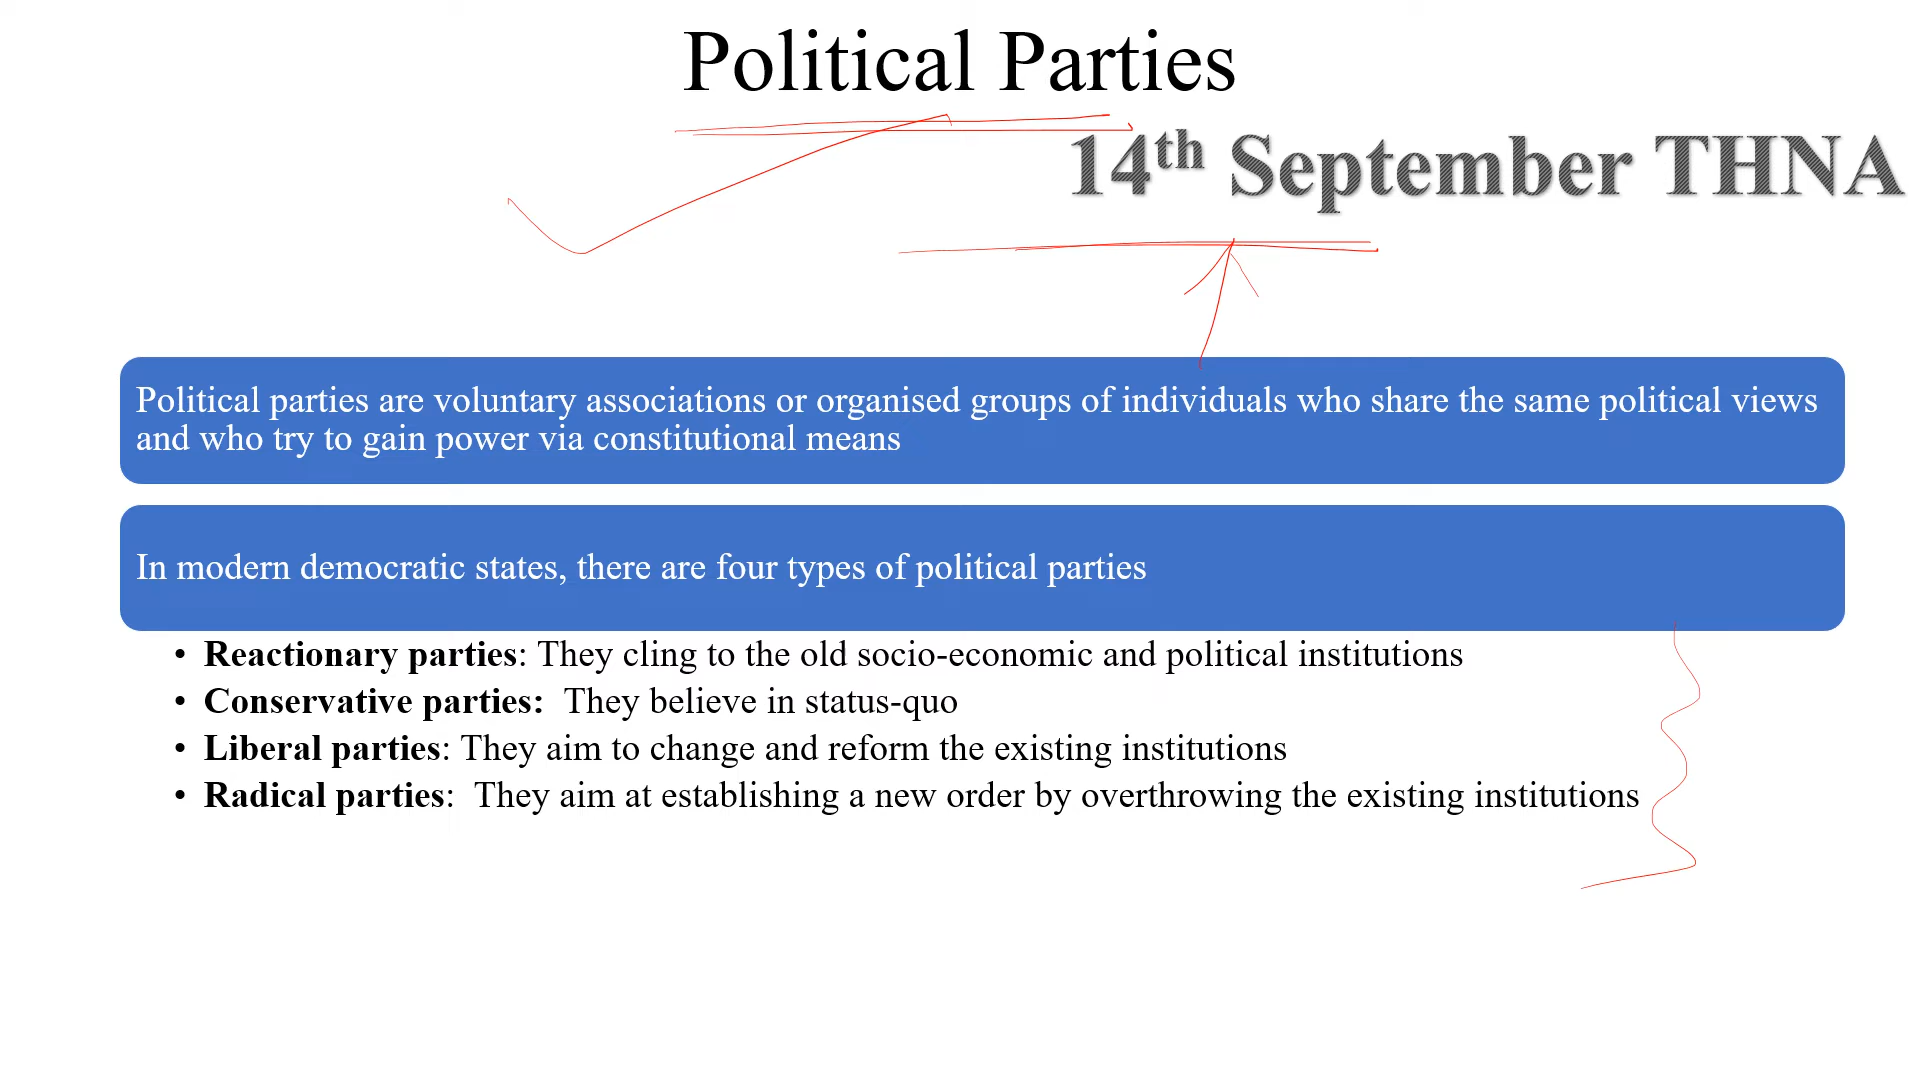 Political Parties
14th September THNA
Political parties are voluntary associations or organised groups of individuals who share the same political views
and who try to gain power via constitutional means
In modern democratic states, there are four types of political parties
• Reactionary parties: They cling to the old socio-economic and political institutions
• Conservative parties:  They believe in status-quo
• Liberal parties: They aim to change and reform the existing institutions
• Radical parties:  They aim at establishing a new order by overthrowing the existing institutions